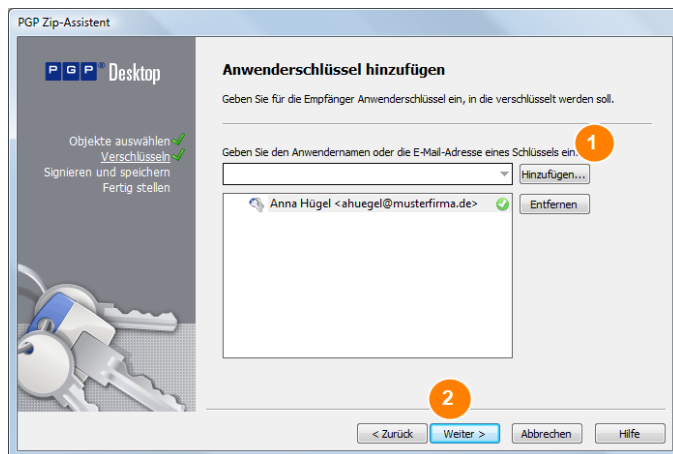 PGP Zip-Assistent
PGP® Desktop
Objekte auswählen
Verschlüsseln
Signieren und speichern
Fertig stellen
Anwenderschlüssel hinzufügen
Geben Sie für die Empfänger Anwenderschlüssel ein, in die verschlüsselt werden soll.
Geben Sie den Anwendernamen oder die E-Mail-Adresse eines Schlüssels ein.
1
Hinzufügen...
Anna Hügel <ahuegel@musterfirma.de>
Entfernen
2
< Zurück Weiter > Abbrechen Hilfe